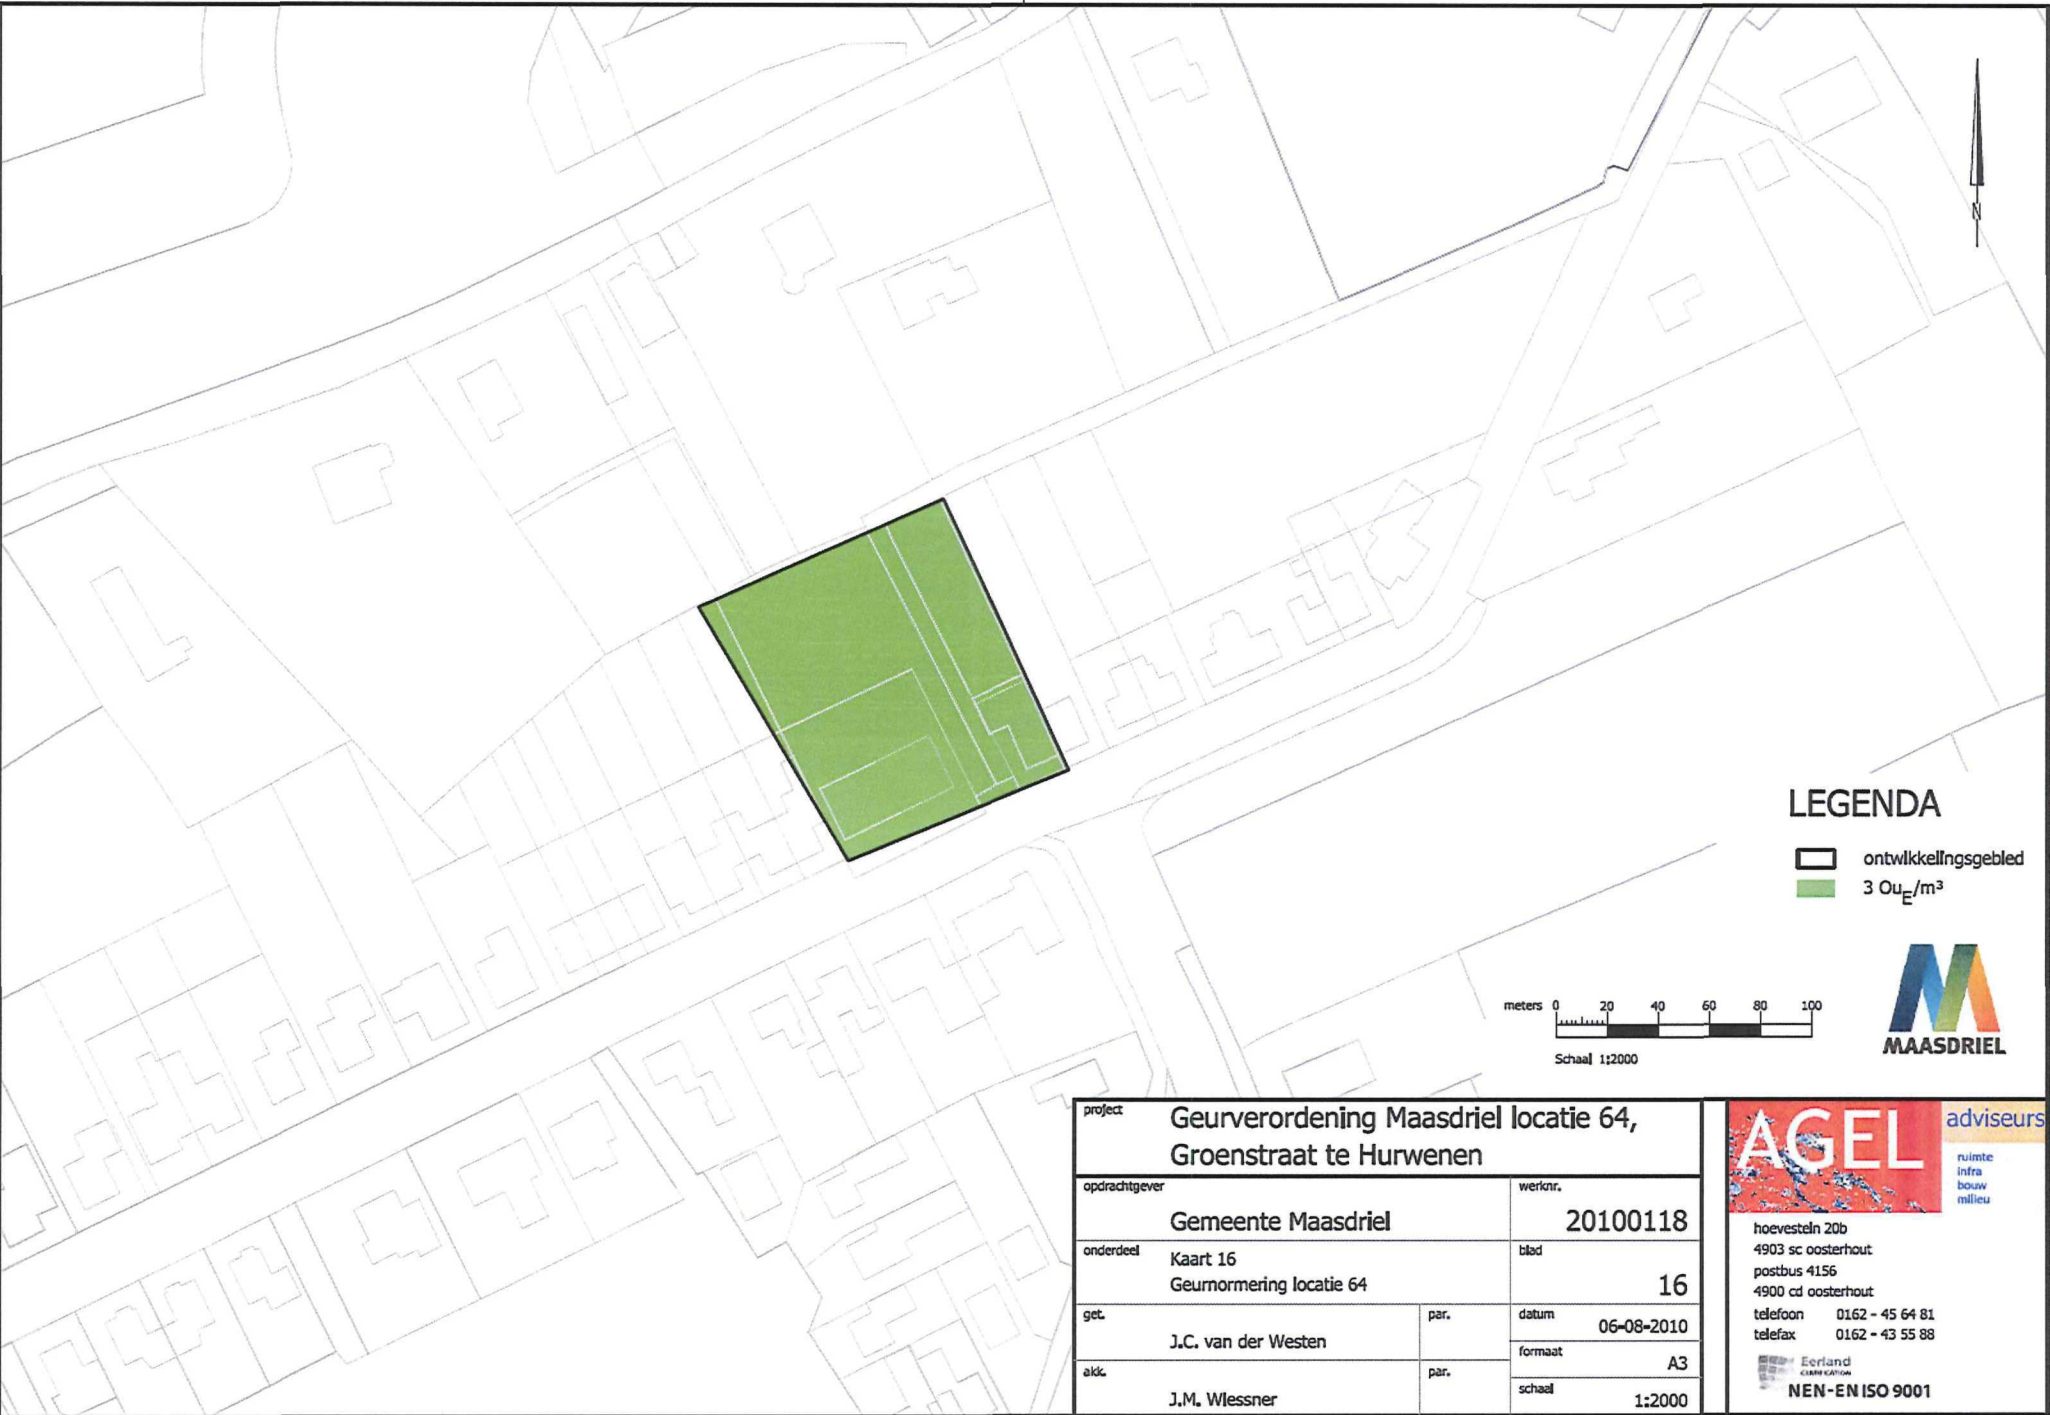 N
LEGENDA
ontwikkelingsgebied
3 OuE/m³
meters 0 20 40 60 80 100
Schaal 1:2000
MAASDRIEL
project
Geurverordening Maasdriel locatie 64,
Groenstraat te Hurwenen
opdrachtgever
Gemeente Maasdriel
werknr.
20100118
onderdeel
Kaart 16
Geurnormering locatie 64
blad
16
get.
J.C. van der Westen
par.
datum
06-08-2010
formaat
A3
akk.
J.M. Wiessner
par.
schaal
1:2000
AGEL
adviseurs
ruimte
infra
bouw
milieu
hoevestein 20b
4903 sc oosterhout
postbus 4156
4900 cd oosterhout
telefoon 0162 - 45 64 81
telefax 0162 - 43 55 88
Eerland
CERTIFICATION
NEN-EN ISO 9001